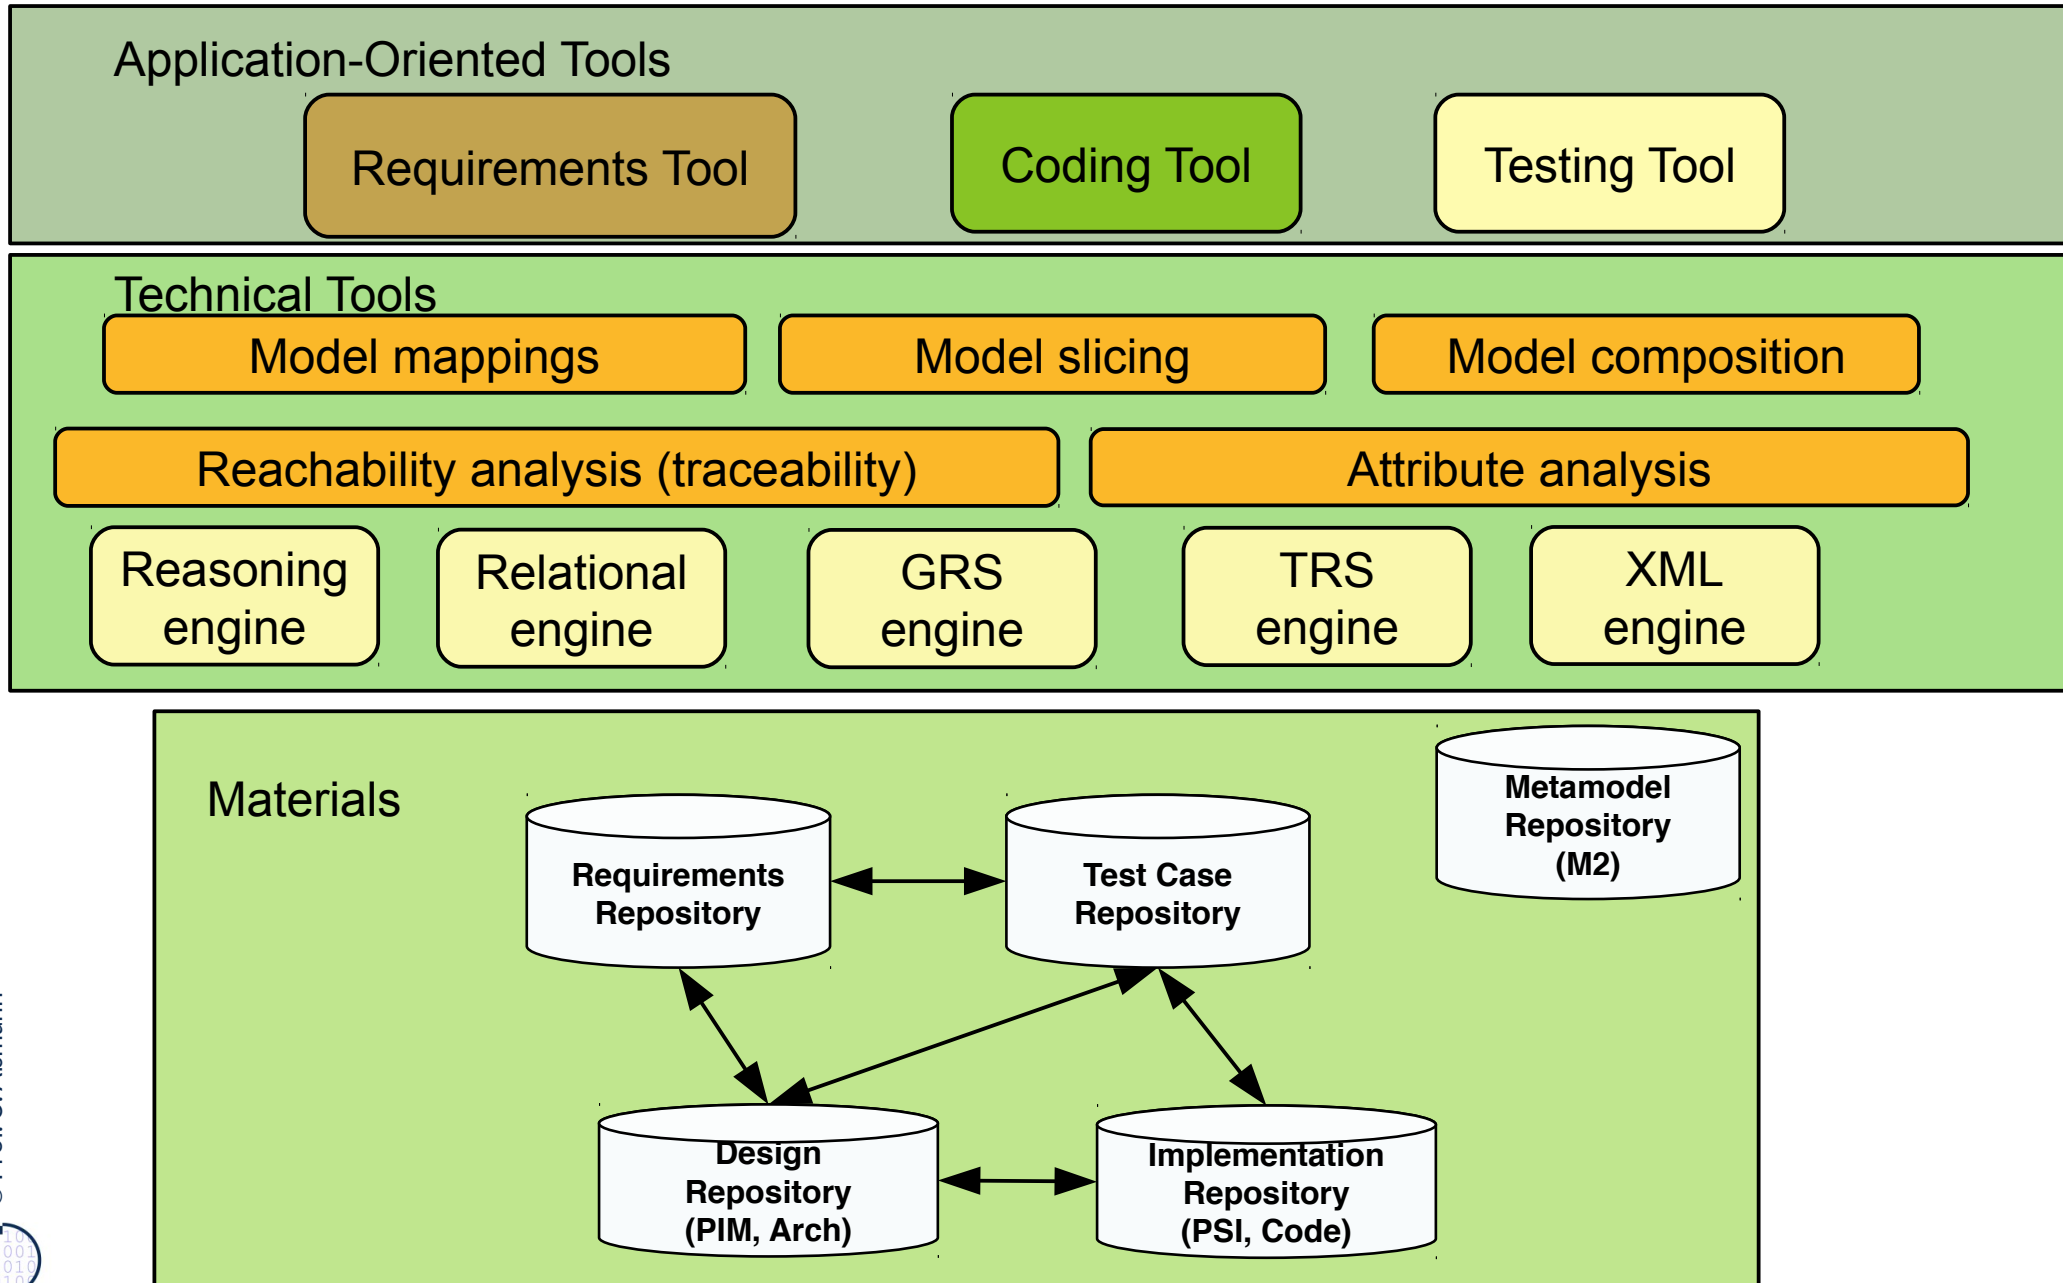 Application-Oriented Tools
Requirements Tool
Coding Tool
Testing Tool
Technical Tools
Model mappings
Model slicing
Model composition
Reachability analysis (traceability)
Attribute analysis
Reasoning
engine
Relational
engine
GRS
engine
TRS
engine
XML
engine
Materials
Metamodel
Repository
(M2)
Requirements
Repository
Test Case
Repository
Design
Repository
(PIM, Arch)
Implementation
Repository
(PSI, Code)